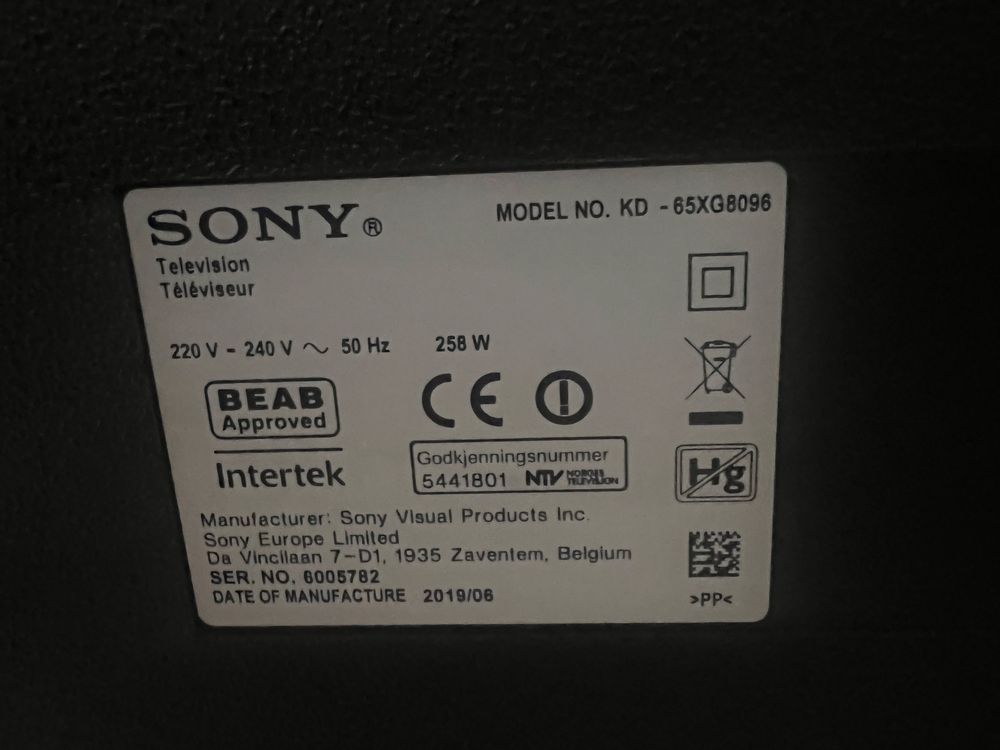 SONY®
MODEL NO. KD - 65XG8096
Television
Téléviseur
220 V - 240 V ~ 50 Hz 258 W
BEAB
Approved
Intertek
CE
Godkjenningsnummer
5441801 NTV NORGES TELEVISJON
Hg
Manufacturer: Sony Visual Products Inc.
Sony Europe Limited
Da Vincilaan 7-D1, 1935 Zaventem, Belgium
SER. NO. 6005782
DATE OF MANUFACTURE 2019/06
>PP<